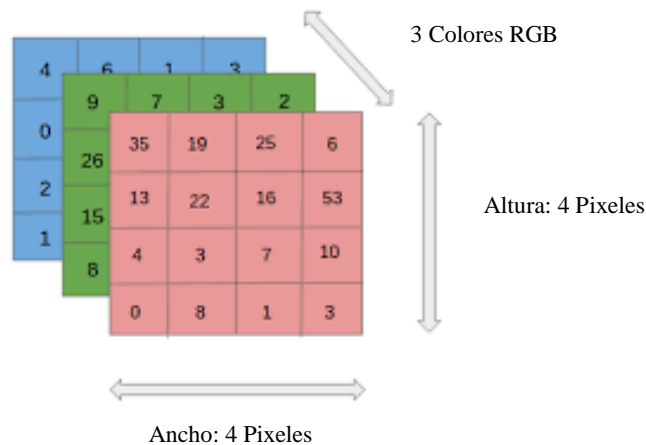 3 Colores RGB
4 6 1 3
9 7 3 2
0
35 19 25 6
26
13 22 16 53
2
Altura: 4 Pixeles
15
1
4 3 7 10
8
0 8 1 3
Ancho: 4 Pixeles